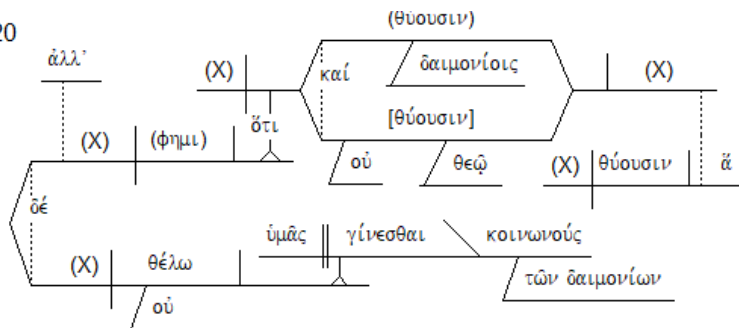 20
(θύουσιν)
ἀλλ’
(X) καί δαιμονίοις (X)
ὅτι [θύουσιν]
(X) (φημι)
οὐ θεῷ (X) θύουσιν ἅ
δέ
ὑμᾶς γίνεσθαι κοινωνούς
(X) θέλω
τῶν δαιμονίων
οὐ